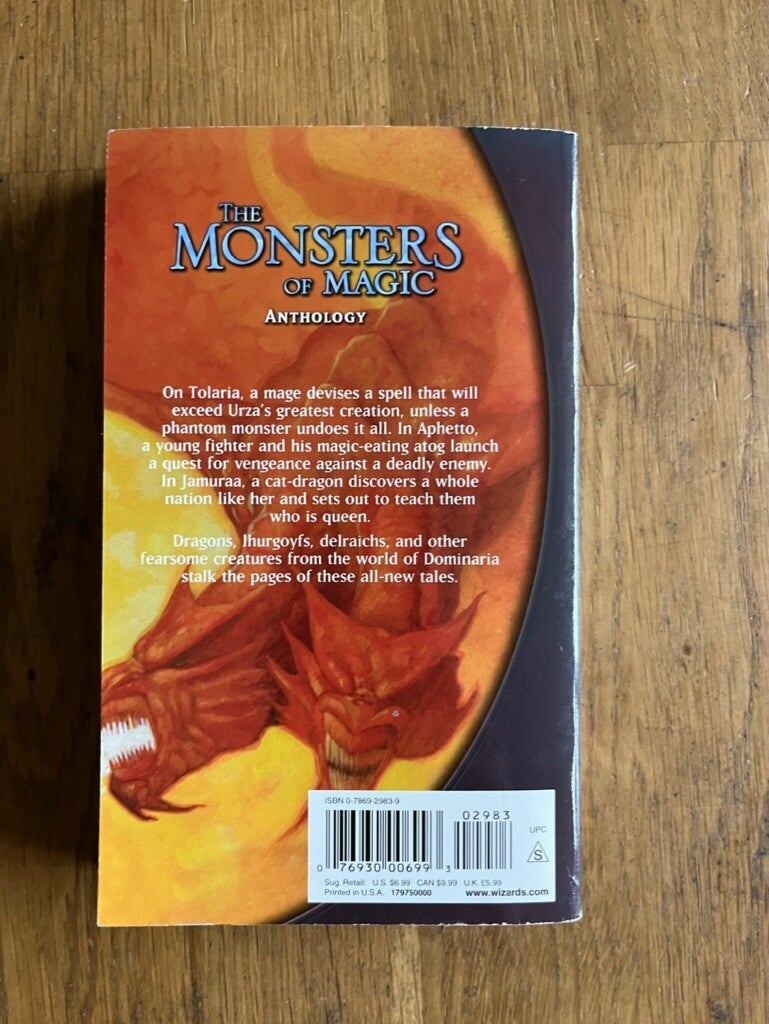 THE
MONSTERS
OF MAGIC
ANTHOLOGY
On Tolaria, a mage devises a spell that will
exceed Urza's greatest creation, unless a
phantom monster undoes it all. In Aphetto,
a young fighter and his magic-eating atog launch
a quest for vengeance against a deadly enemy.
In Jamuraa, a cat-dragon discovers a whole
nation like her and sets out to teach them
who is queen.
Dragons, lhurgoyfs, delraichs, and other
fearsome creatures from the world of Dominaria
stalk the pages of these all-new tales.
ISBN 0-7869-2983-9
02983
UPC
S
0 76930 00699 3
Sug. Retail: U.S. $6.99 CAN $9.99 U.K. £5.99
Printed in U.S.A. 179750000 www.wizards.com